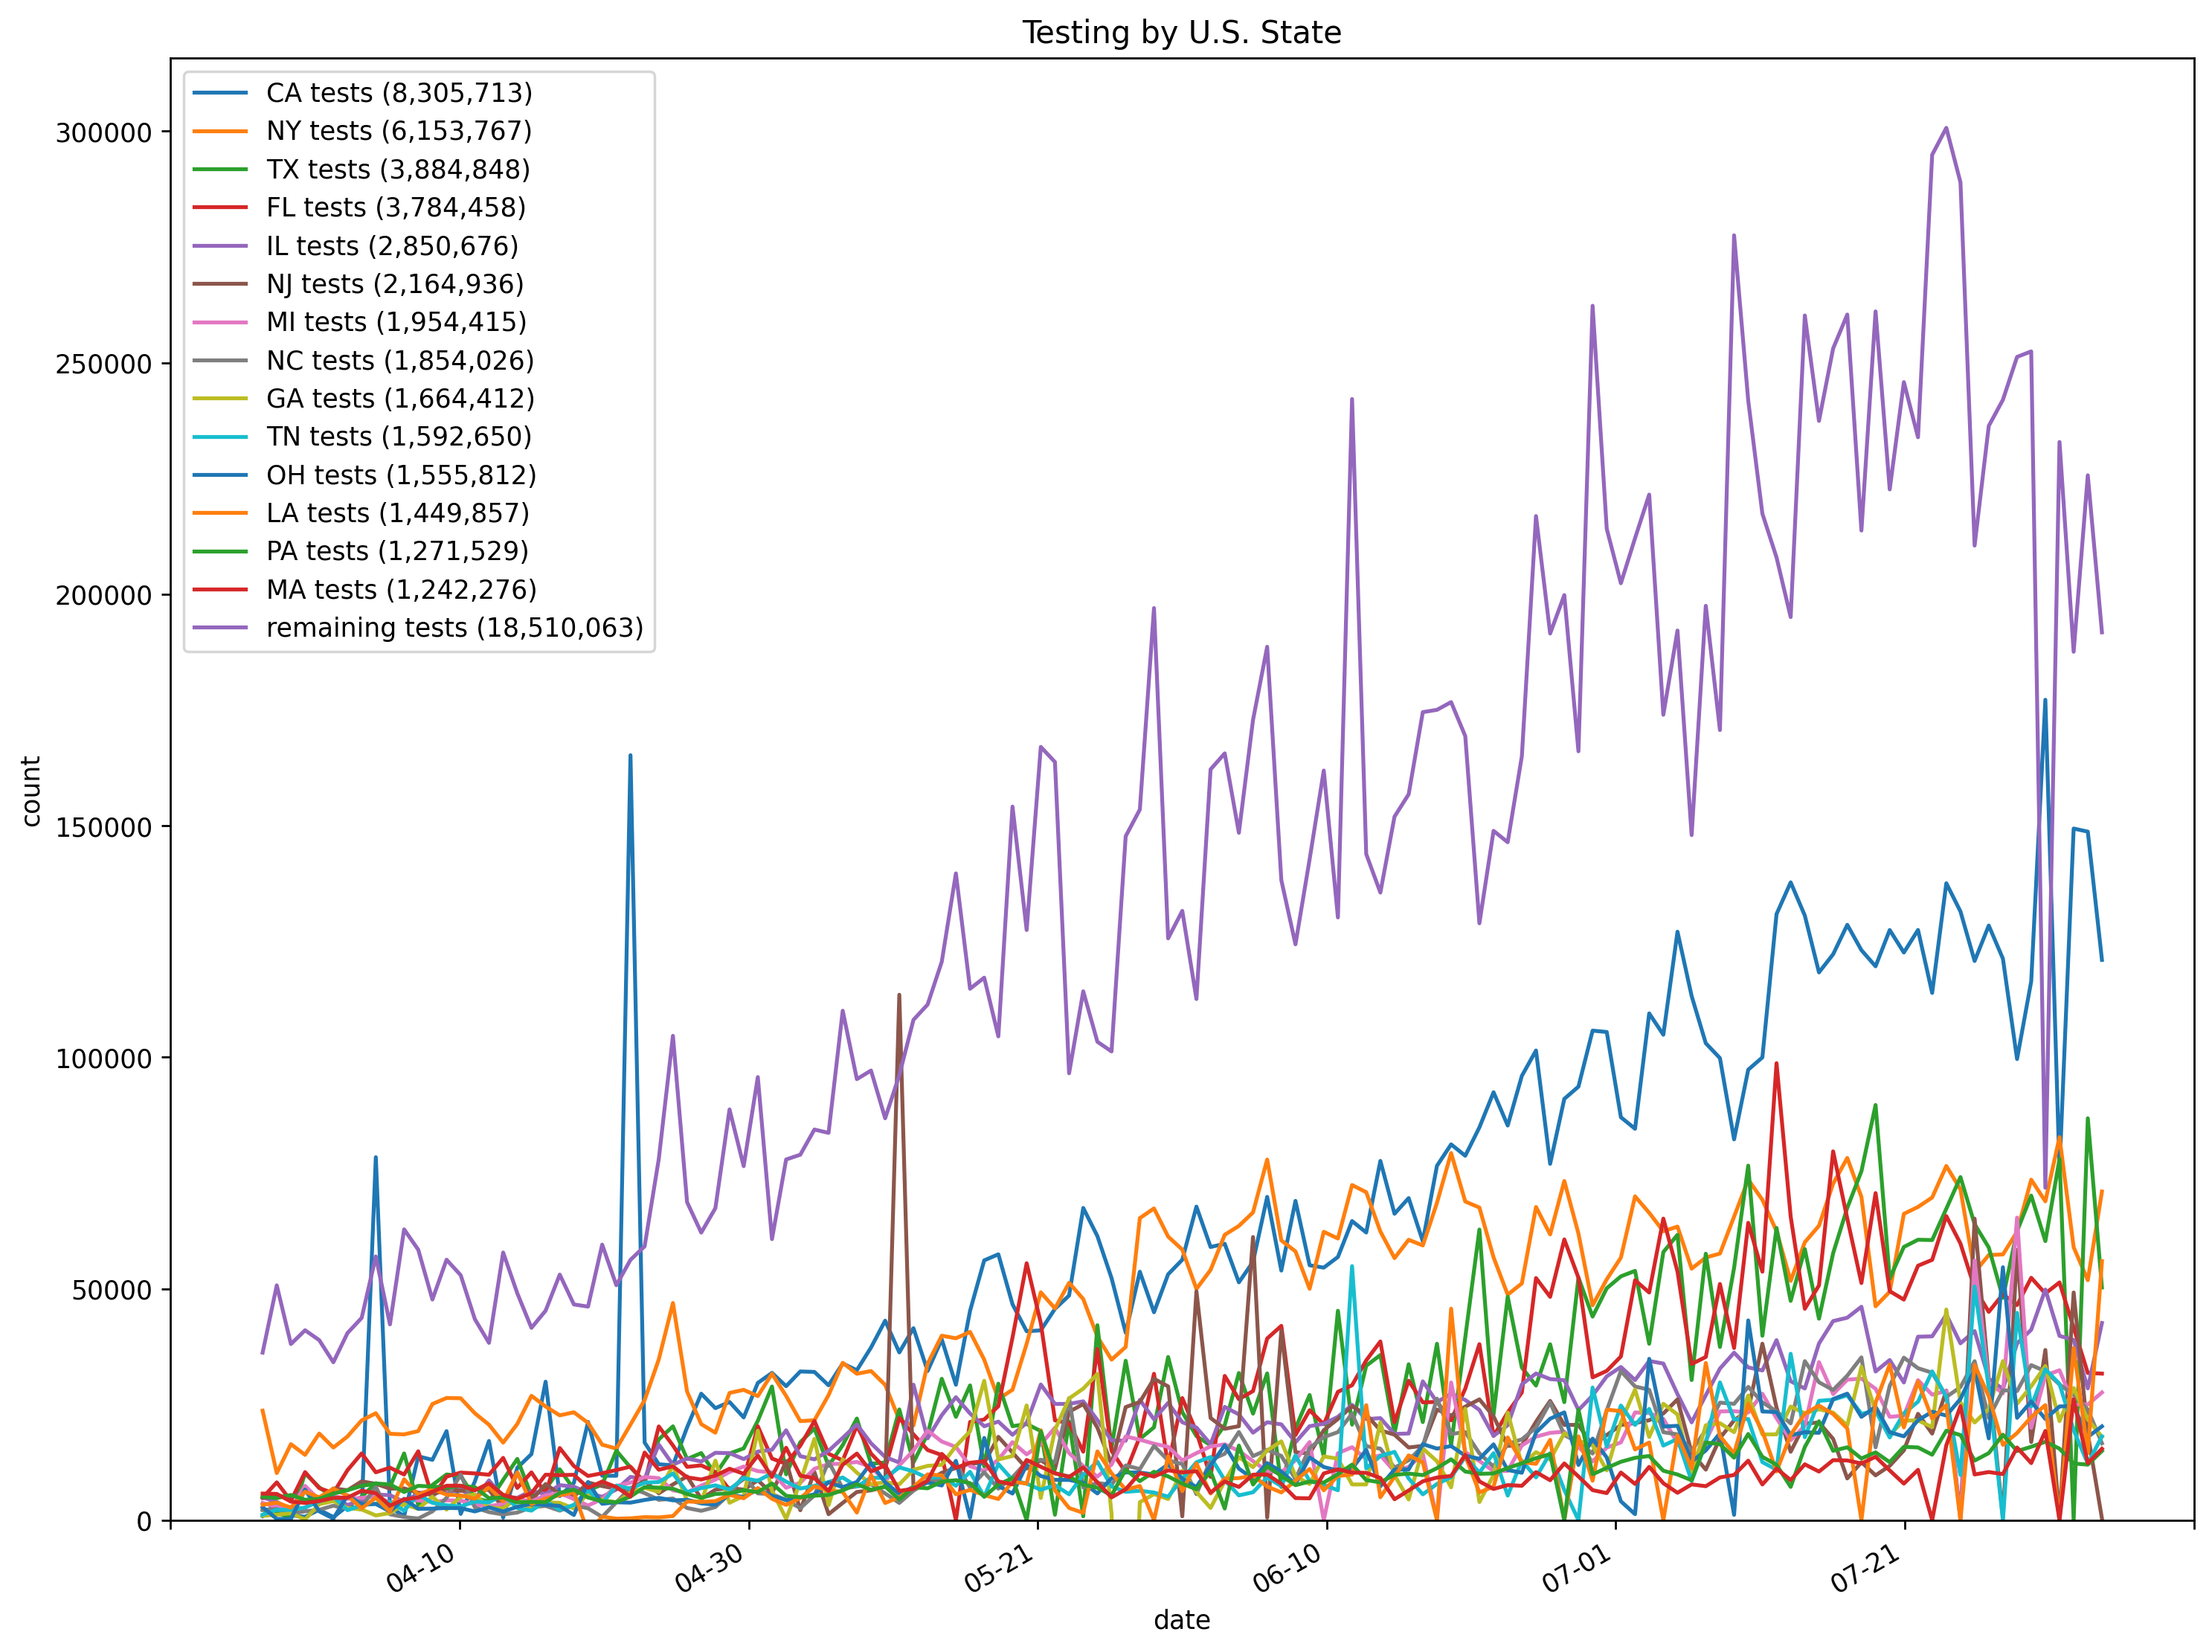 Testing by U.S. State
CA tests (8,305,713)
NY tests (6,153,767)
TX tests (3,884,848)
FL tests (3,784,458)
IL tests (2,850,676)
NJ tests (2,164,936)
MI tests (1,954,415)
NC tests (1,854,026)
GA tests (1,664,412)
TN tests (1,592,650)
OH tests (1,555,812)
LA tests (1,449,857)
PA tests (1,271,529)
MA tests (1,242,276)
remaining tests (18,510,063)
300000
250000
200000
150000
100000
50000
0
count
04-10
04-30
05-21
06-10
07-01
07-21
date